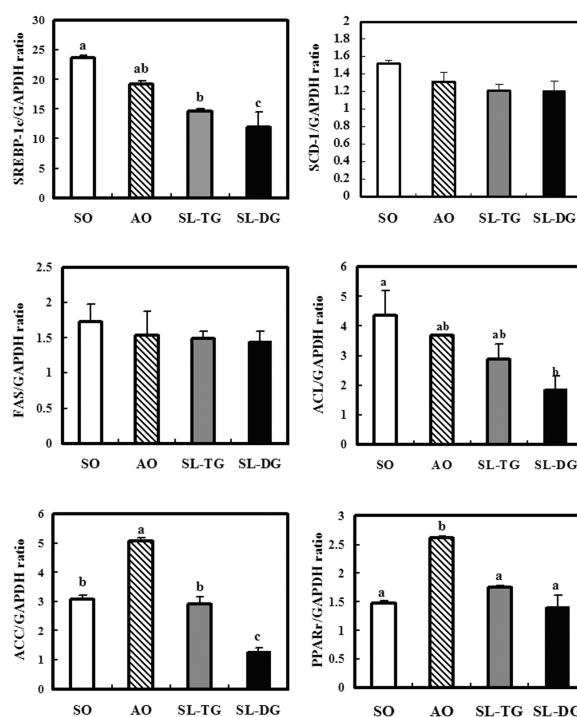 SREBP-1c/GAPDH ratio
30
25
20
15
10
5
0
a
ab
b
c
SO AO SL-TG SL-DG
SCD-1/GAPDH ratio
2
1.8
1.6
1.4
1.2
1
0.8
0.6
0.4
0.2
0
SO AO SL-TG SL-DG
FAS/GAPDH ratio
2.5
2
1.5
1
0.5
0
SO AO SL-TG SL-DG
ACL/GAPDH ratio
6
5
4
3
2
1
0
a
ab
ab
b
SO AO SL-TG SL-DG
ACC/GAPDH ratio
6
5
4
3
2
1
0
b
a
b
c
SO AO SL-TG SL-DG
PPARr/GAPDH ratio
3
2.5
2
1.5
1
0.5
0
a
b
a
a
SO AO SL-TG SL-DG